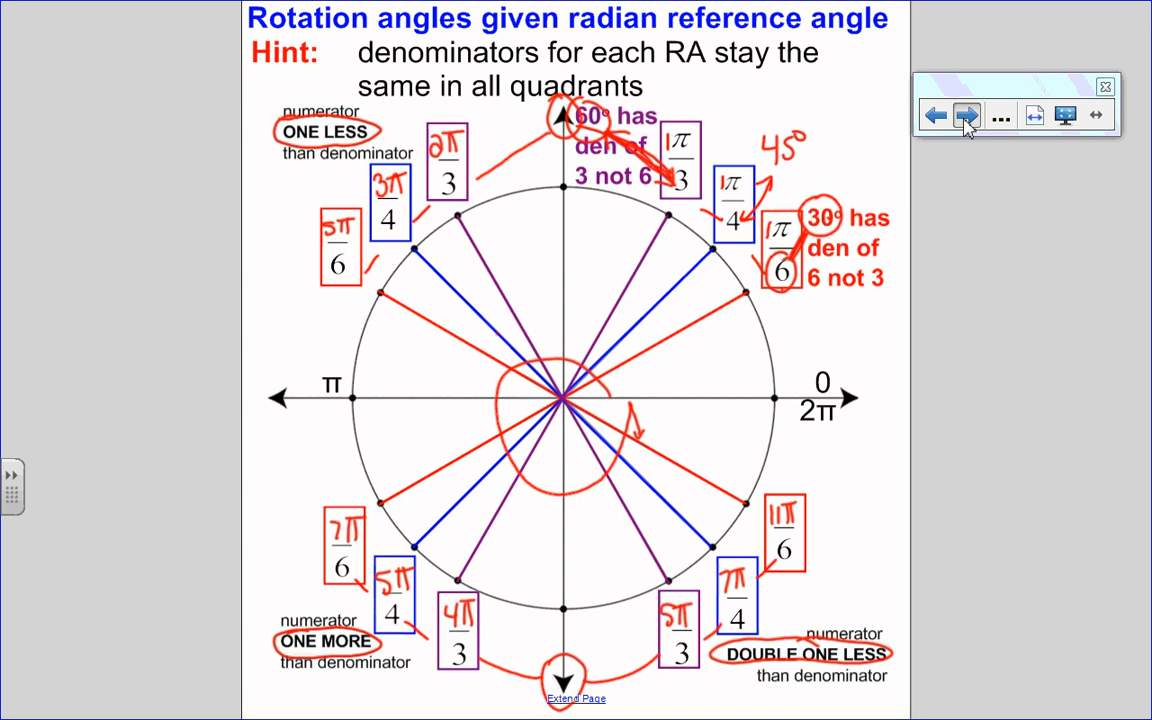 Rotation angles given radian reference angle
Hint: denominators for each RA stay the
same in all quadrants
numerator
ONE LESS
than denominator
2π
3
3π
4
5π
6
60° has
den of
3 not 6
1π
3
1π
4
45°
1π
6
30° has
den of
6 not 3
π
0
2π
7π
6
5π
4
4π
3
5π
3
7π
4
11π
6
numerator
ONE MORE
than denominator
numerator
DOUBLE ONE LESS
than denominator
Extend Page